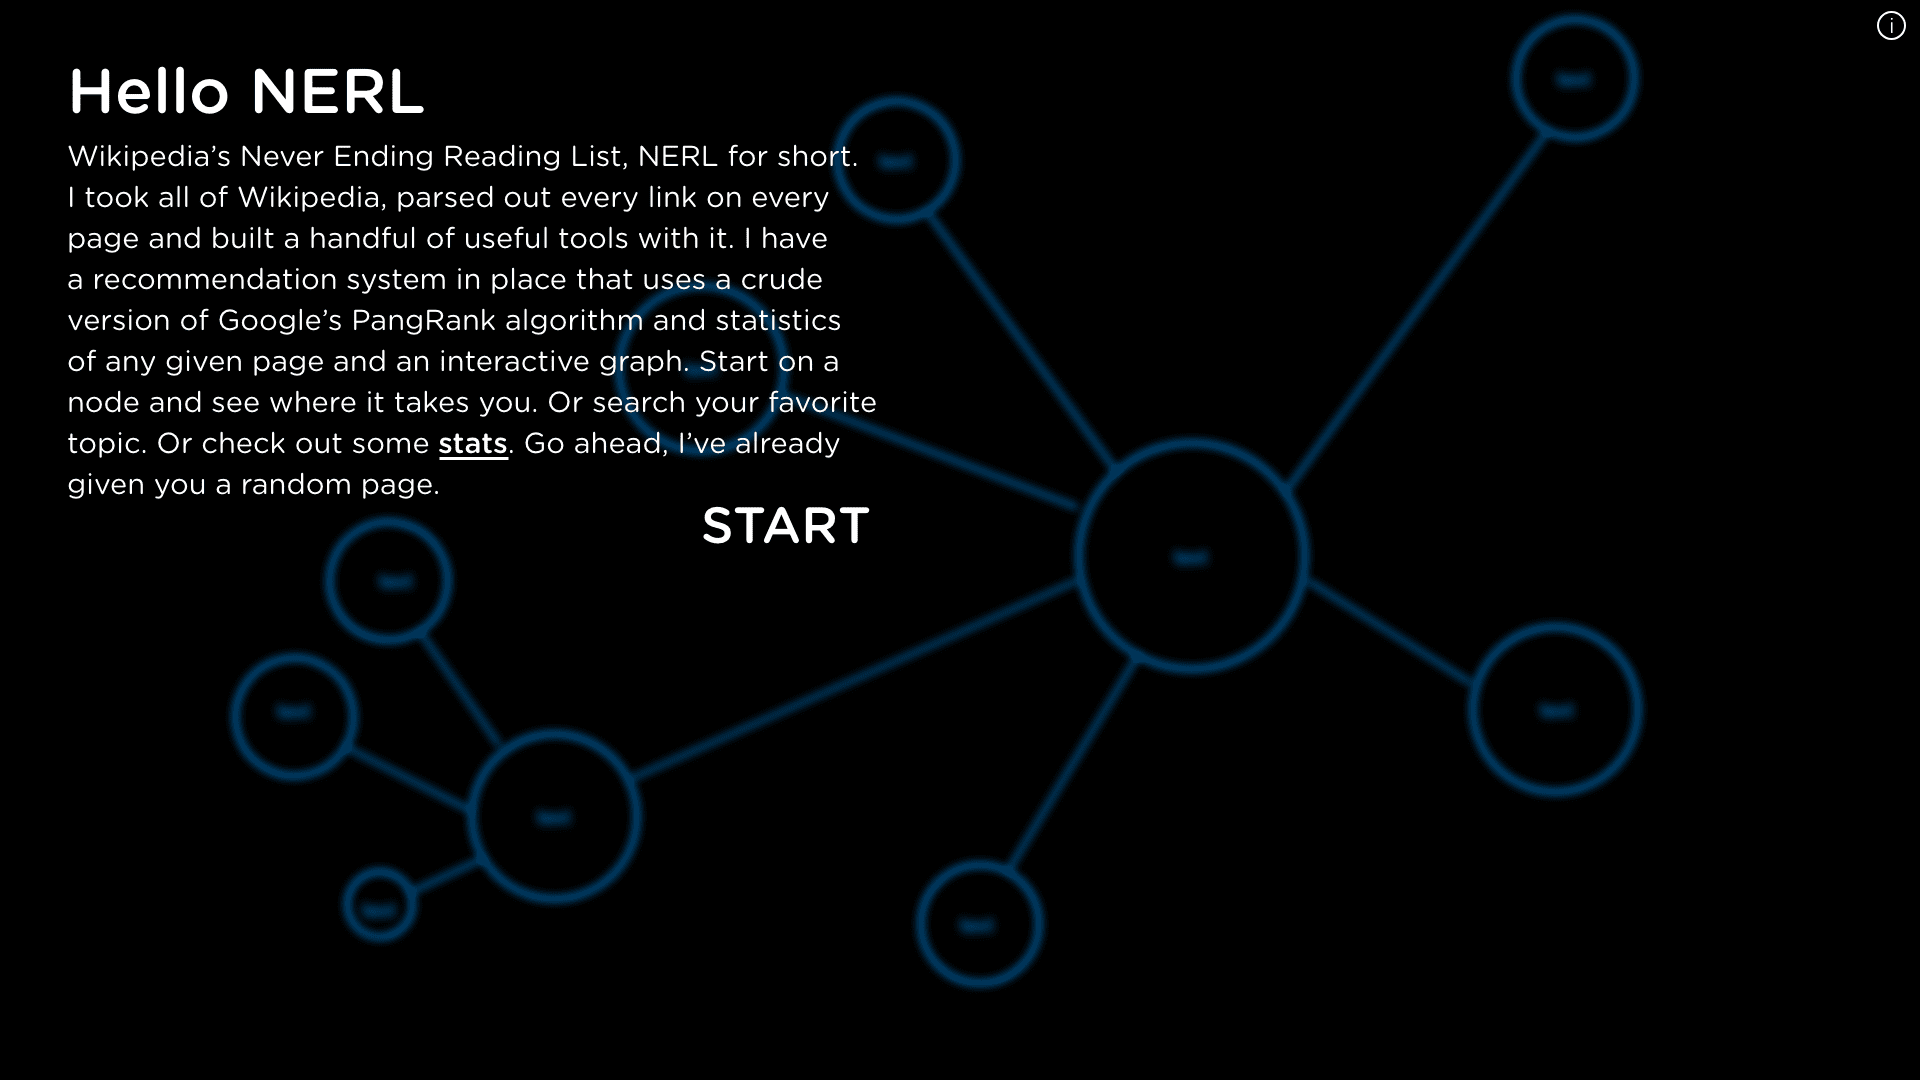 Hello NERL
Wikipedia’s Never Ending Reading List, NERL for short.
I took all of Wikipedia, parsed out every link on every
page and built a handful of useful tools with it. I have
a recommendation system in place that uses a crude
version of Google’s PangRank algorithm and statistics
of any given page and an interactive graph. Start on a
node and see where it takes you. Or search your favorite
topic. Or check out some stats. Go ahead, I’ve already
given you a random page.
START
i